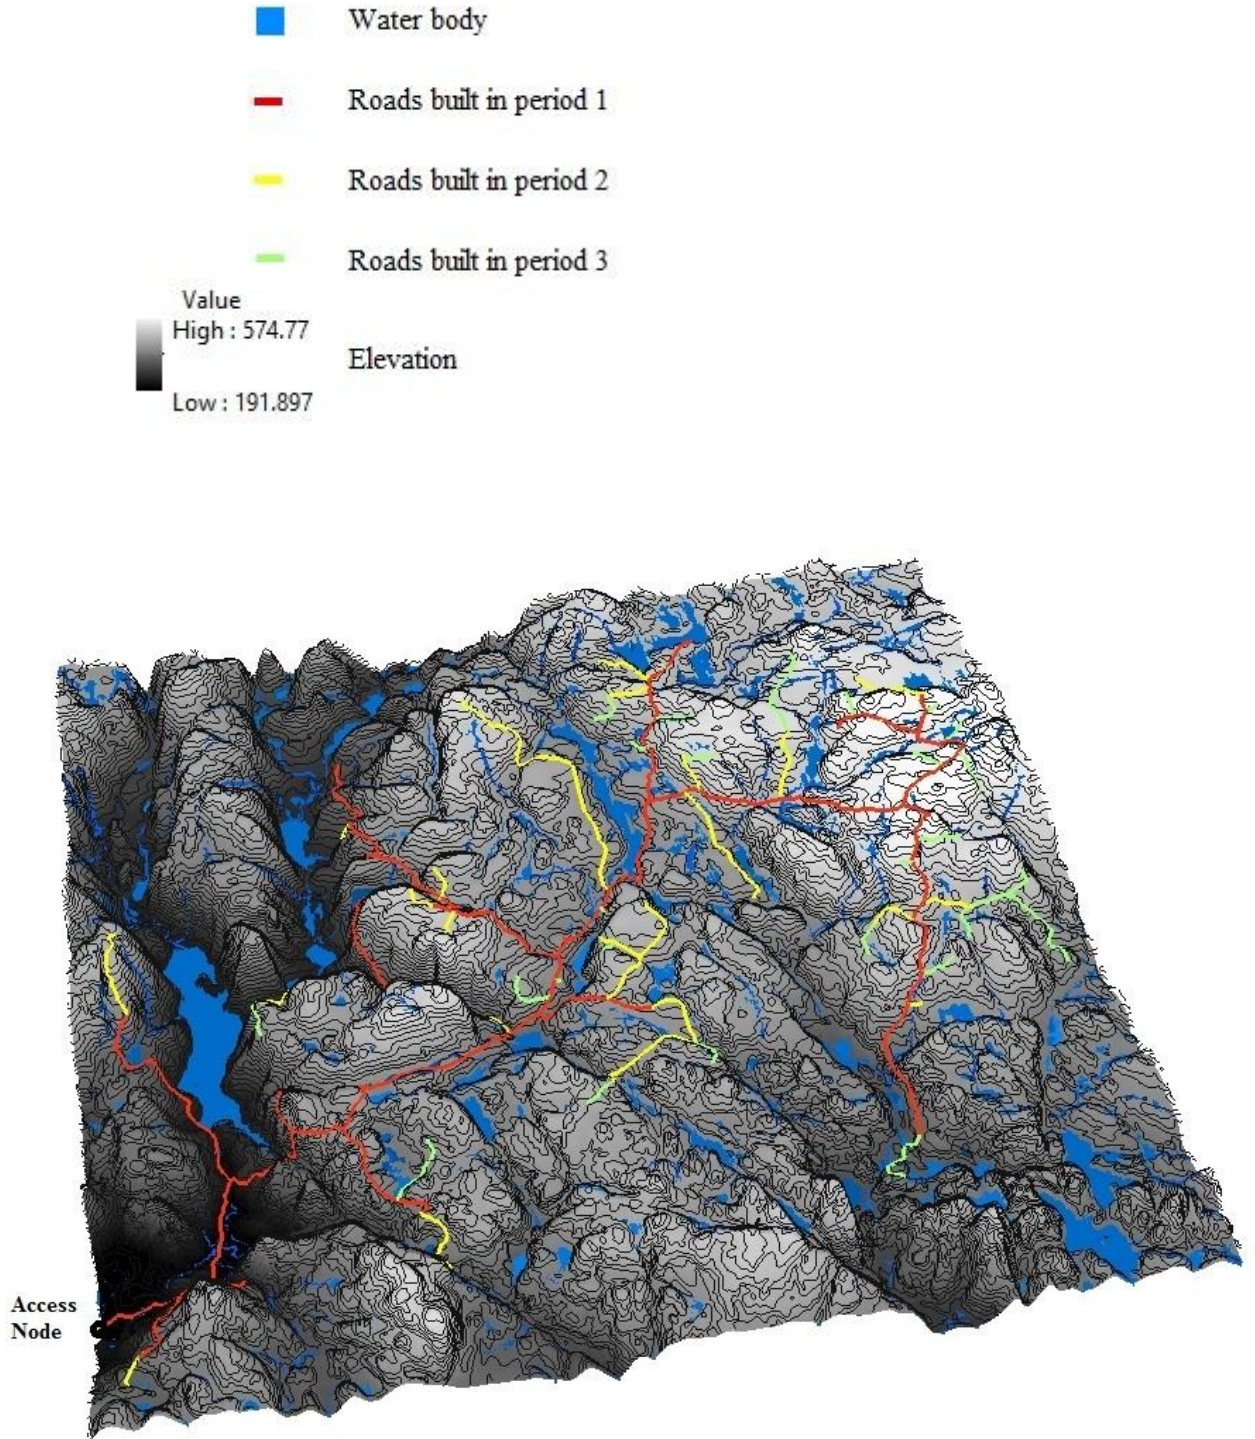 Water body
Roads built in period 1
Roads built in period 2
Roads built in period 3
Value
High : 574.77
Elevation
Low : 191.897
Access
Node